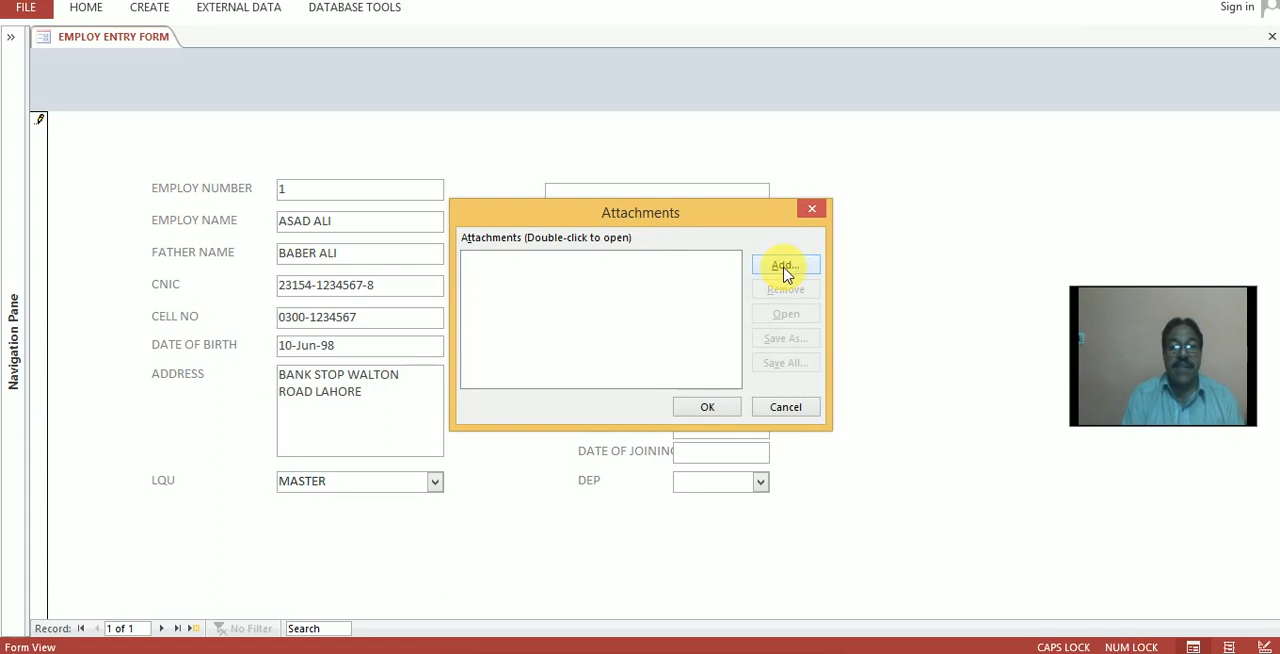 FILE HOME CREATE EXTERNAL DATA DATABASE TOOLS Sign in
» EMPLOY ENTRY FORM ×
EMPLOY NUMBER 1
EMPLOY NAME ASAD ALI
FATHER NAME BABER ALI
CNIC 23154-1234567-8
CELL NO 0300-1234567
DATE OF BIRTH 10-Jun-98
ADDRESS BANK STOP WALTON
ROAD LAHORE
LQU MASTER
Attachments
Attachments (Double-click to open)
Add...
Remove
Open
Save As...
Save All...
OK Cancel
DATE OF JOINING
DEP
Navigation Pane
Record: 1 of 1 No Filter Search
Form View CAPS LOCK NUM LOCK